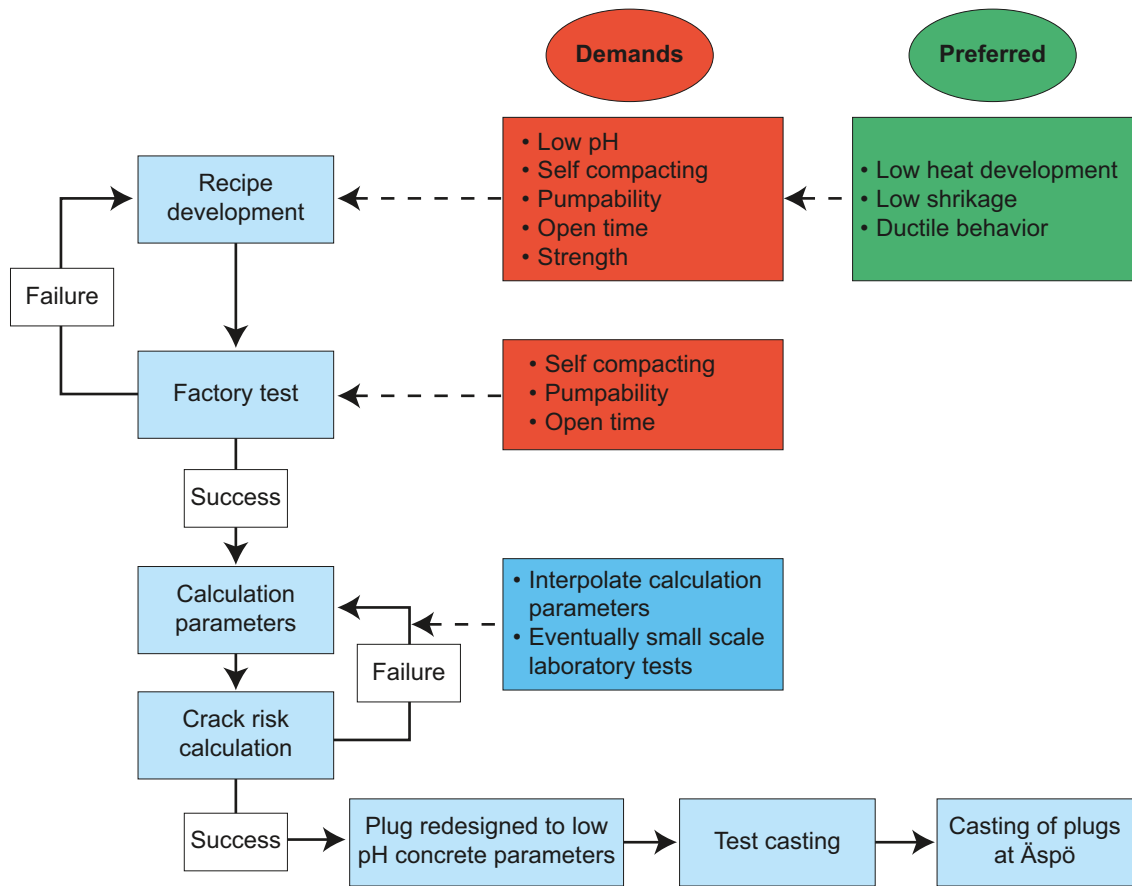 Demands
Preferred
• Low pH
• Self compacting
• Pumpability
• Open time
• Strength
• Low heat development
• Low shrikage
• Ductile behavior
Recipe
development
Failure
Factory test
• Self compacting
• Pumpability
• Open time
Success
Calculation
parameters
• Interpolate calculation
parameters
• Eventually small scale
laboratory tests
Failure
Crack risk
calculation
Success
Plug redesigned to low
pH concrete parameters
Test casting
Casting of plugs
at Äspö